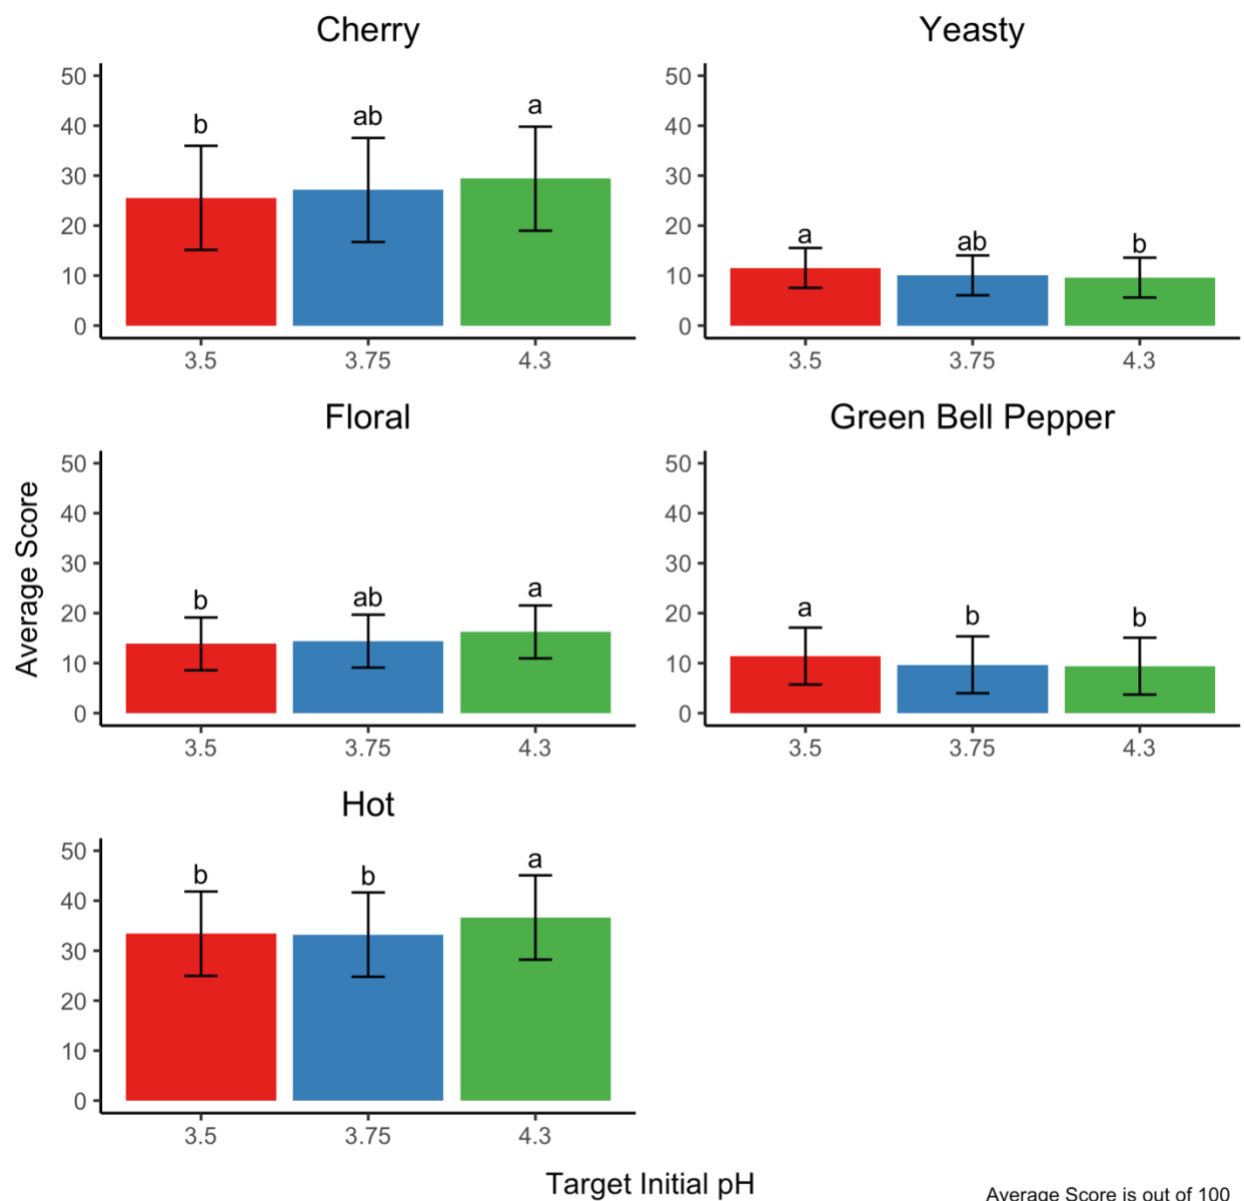 Cherry
50
40
30
20
10
0
b
ab
a
3.5 3.75 4.3
Yeasty
50
40
30
20
10
0
a
ab
b
3.5 3.75 4.3
Average Score
Floral
50
40
30
20
10
0
b
ab
a
3.5 3.75 4.3
Green Bell Pepper
50
40
30
20
10
0
a
b
b
3.5 3.75 4.3
Hot
50
40
30
20
10
0
b
b
a
3.5 3.75 4.3
Target Initial pH
Average Score is out of 100